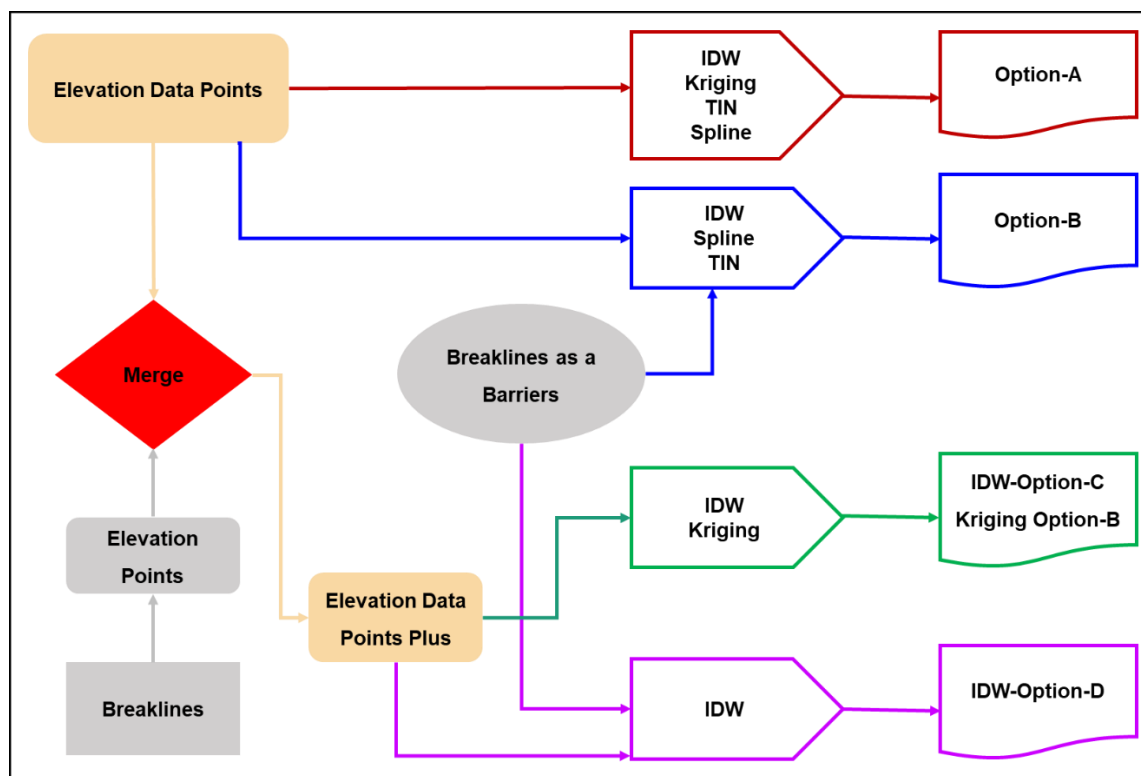 Elevation Data Points
IDW
Kriging
TIN
Spline
Option-A
IDW
Spline
TIN
Option-B
Merge
Breaklines as a
Barriers
Elevation
Points
Breaklines
Elevation Data
Points Plus
IDW
Kriging
IDW-Option-C
Kriging Option-B
IDW
IDW-Option-D